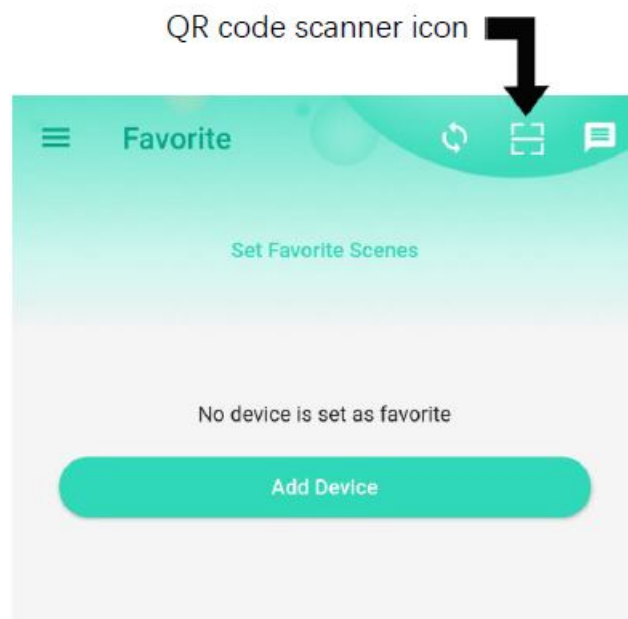 QR code scanner icon
Favorite
Set Favorite Scenes
No device is set as favorite
Add Device